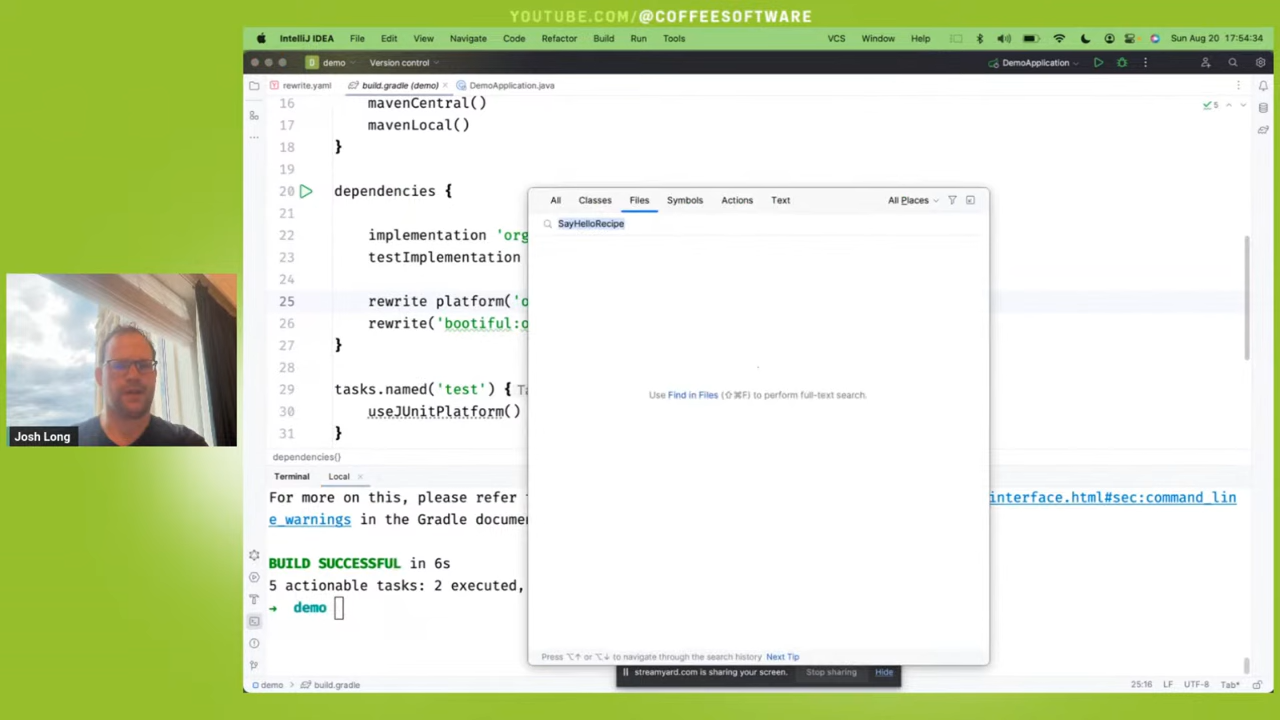 YOUTUBE.COM/@COFFEESOFTWARE
IntelliJ IDEA File Edit View Navigate Code Refactor Build Run Tools VCS Window Help Sun Aug 20 17:54:34
D demo Version control DemoApplication
rewrite.yaml build.gradle (demo) DemoApplication.java
16 mavenCentral()
5
17 mavenLocal()
18 }
19
20 dependencies {
21
22 implementation 'org
23 testImplementation
24
25 rewrite platform('o
26 rewrite('bootiful:o
27 }
28
29 tasks.named('test') {
30 useJUnitPlatform()
31 }
dependencies{}
All Classes Files Symbols Actions Text All Places
SayHelloRecipe
Use Find in Files (⇧⌘F) to perform full-text search.
Press ⌥↑ or ⌥↓ to navigate through the search history Next Tip
Josh Long
Terminal Local
For more on this, please refer interface.html#sec:command_lin
e_warnings in the Gradle
BUILD SUCCESSFUL in 6s
5 actionable tasks: 2 executed,
→ demo
streamyard.com is sharing your screen. Stop sharing Hide
demo > build.gradle 25:16 LF UTF-8 Tab*